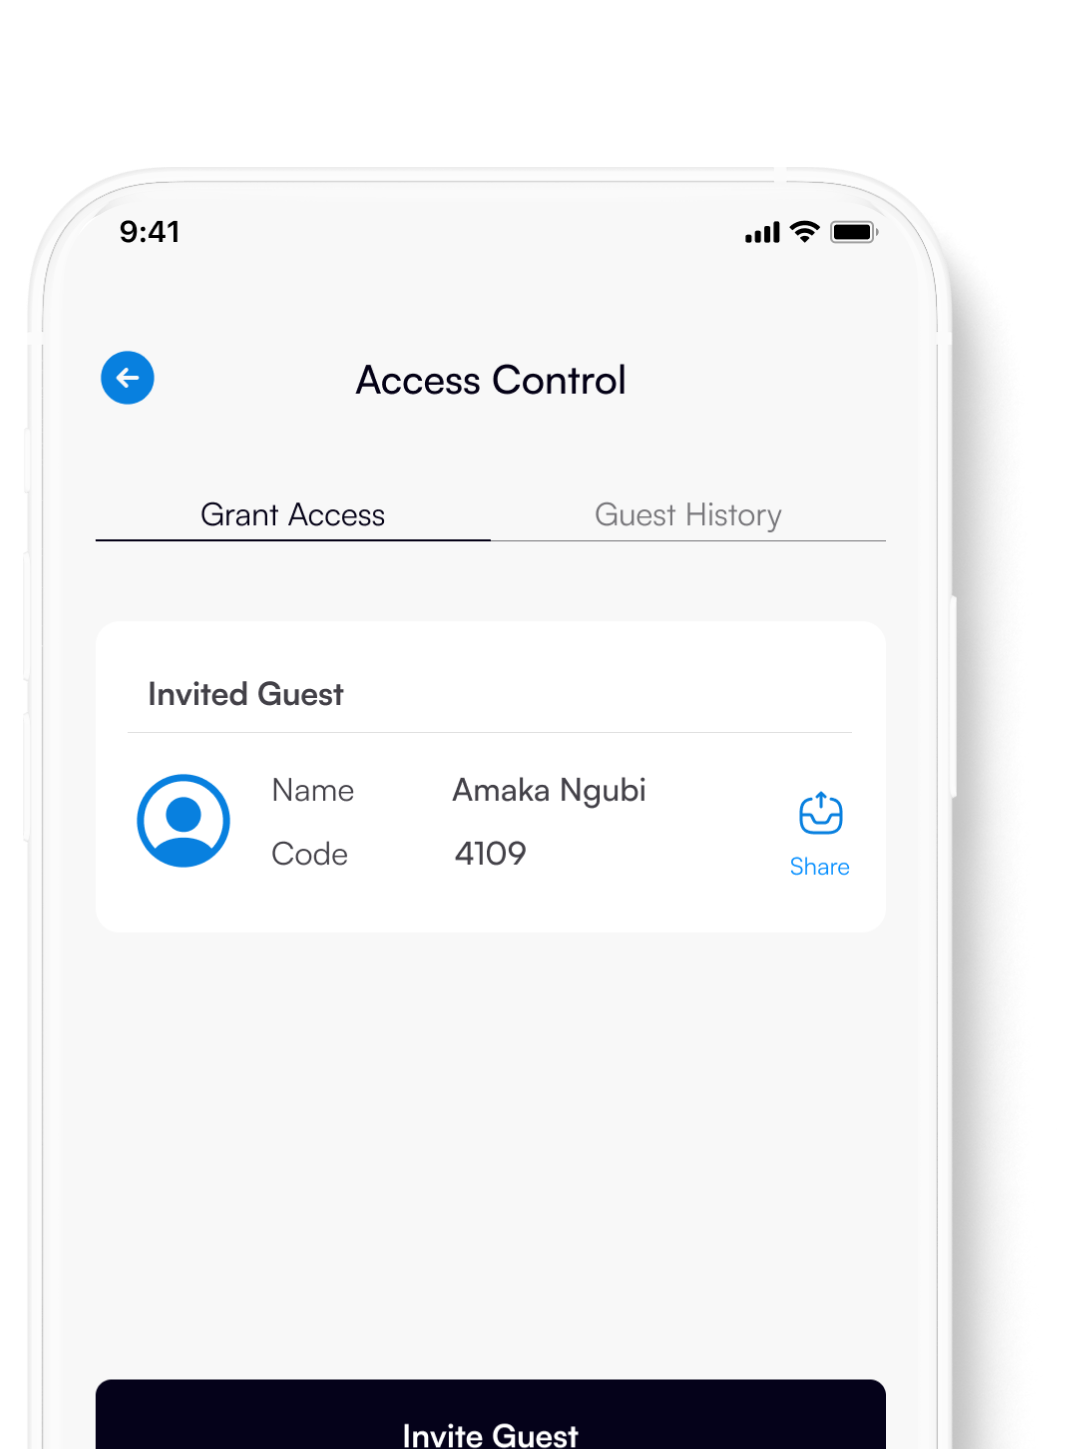 9:41
Access Control
Grant Access
Guest History
Invited Guest
Name Amaka Ngubi
Code 4109
Share
Invite Guest